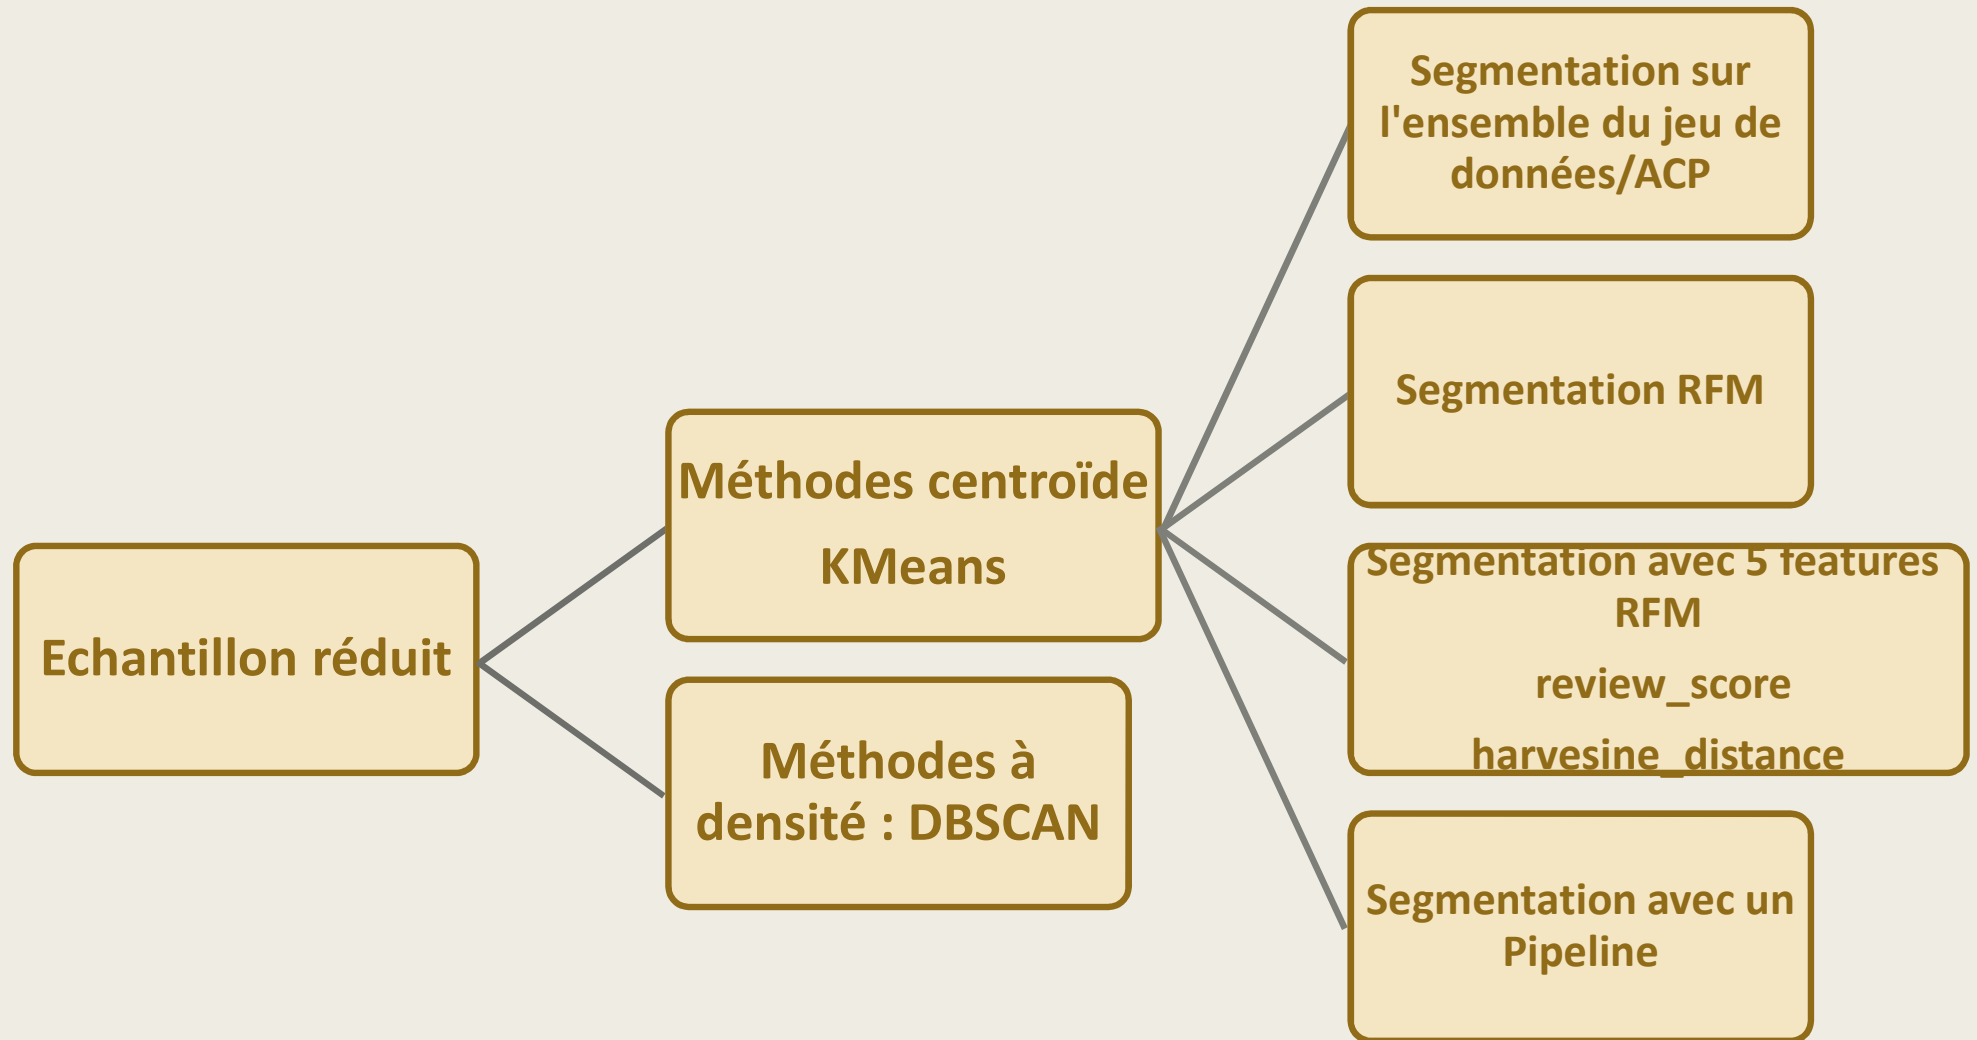 Echantillon réduit
Méthodes centroïde
KMeans
Méthodes à
densité : DBSCAN
Segmentation sur
l'ensemble du jeu de
données/ACP
Segmentation RFM
Segmentation avec 5 features
RFM
review_score
harvesine_distance
Segmentation avec un
Pipeline